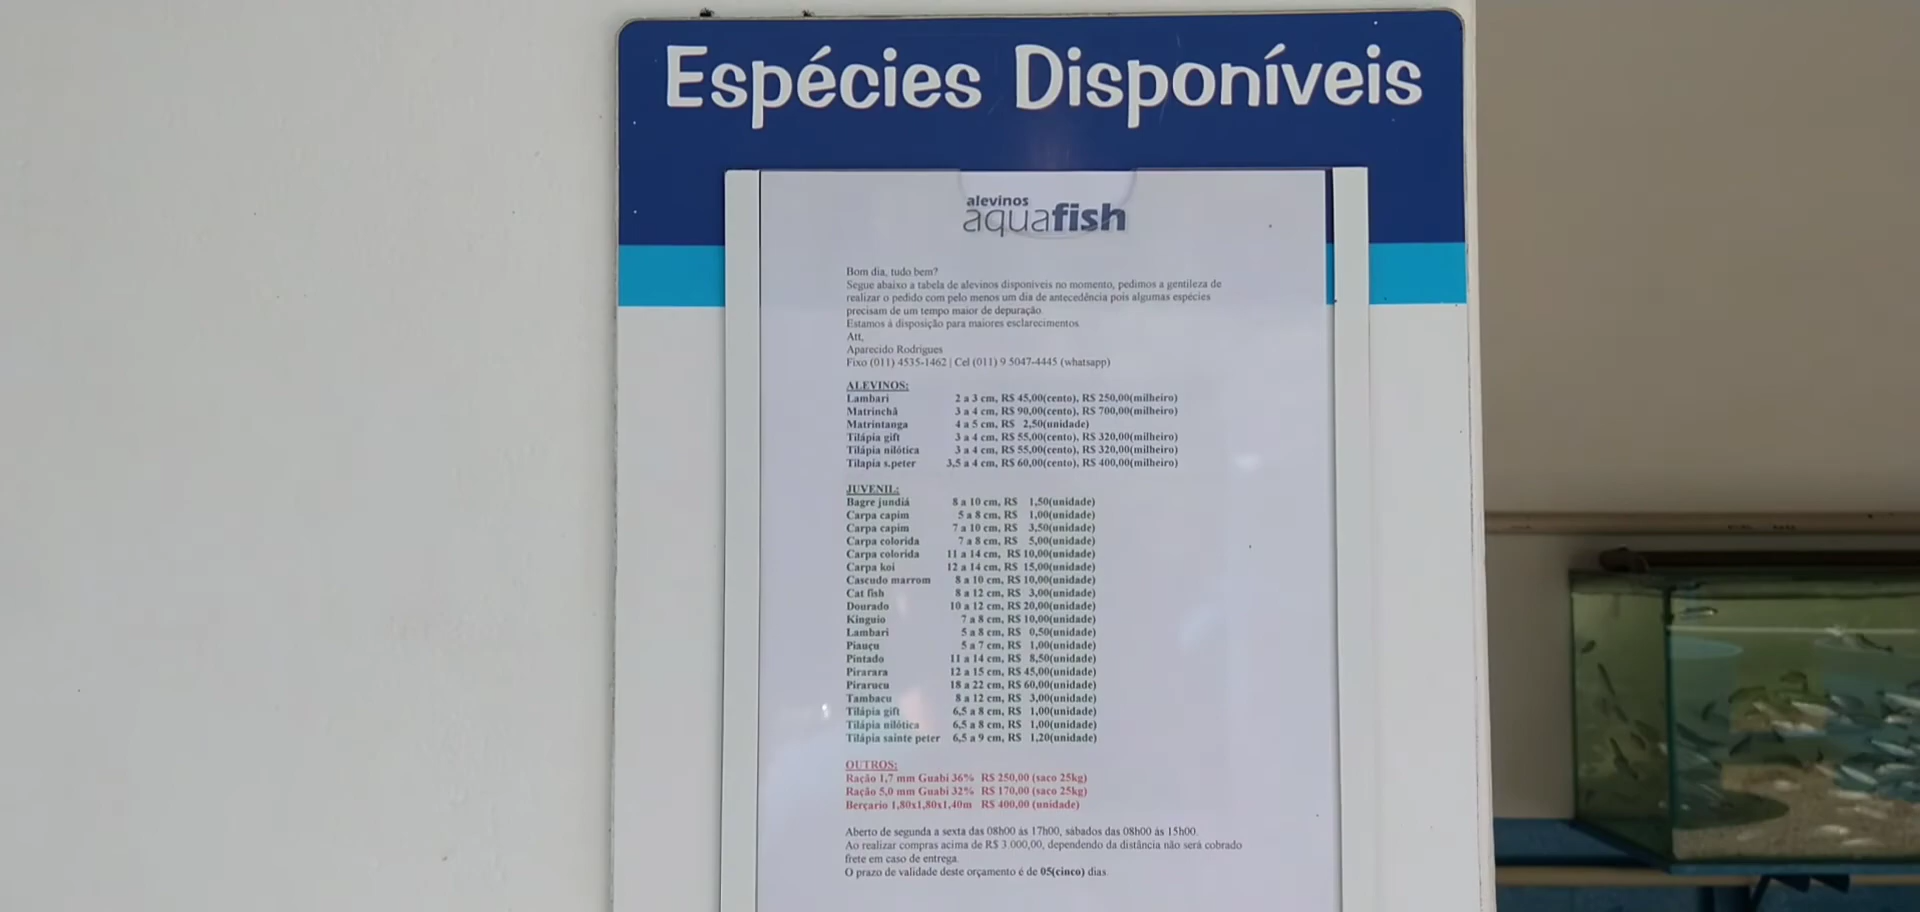 Espécies Disponíveis
alevinos
aquafish
Bom dia, tudo bem?
Segue abaixo a tabela de alevinos disponíveis no momento, pedimos a gentileza de
realizar o pedido com pelo menos um dia de antecedência pois algumas espécies
precisam de um tempo maior de depuração.
Estamos à disposição para maiores esclarecimentos.
Att,
Aparecido Rodrigues
Fixo (011) 4535-1462 | Cel (011) 9 5047-4445 (whatsapp)
ALEVINOS:
Lambari 2 a 3 cm, R$ 45,00(cento), R$ 250,00(milheiro)
Matrinchã 3 a 4 cm, R$ 90,00(cento), R$ 700,00(milheiro)
Matrintanga 4 a 5 cm, R$ 2,50(unidade)
Tilápia gift 3 a 4 cm, R$ 55,00(cento), R$ 320,00(milheiro)
Tilápia nilótica 3 a 4 cm, R$ 55,00(cento), R$ 320,00(milheiro)
Tilapia s.peter 3,5 a 4 cm, R$ 60,00(cento), R$ 400,00(milheiro)
JUVENIL:
Bagre jundiá 8 a 10 cm, R$ 1,50(unidade)
Carpa capim 5 a 8 cm, R$ 1,00(unidade)
Carpa capim 7 a 10 cm, R$ 3,50(unidade)
Carpa colorida 7 a 8 cm, R$ 5,00(unidade)
Carpa colorida 11 a 14 cm, R$ 10,00(unidade)
Carpa koi 12 a 14 cm, R$ 15,00(unidade)
Cascudo marrom 8 a 10 cm, R$ 10,00(unidade)
Cat fish 8 a 12 cm, R$ 3,00(unidade)
Dourado 10 a 12 cm, R$ 20,00(unidade)
Kinguio 7 a 8 cm, R$ 10,00(unidade)
Lambari 5 a 8 cm, R$ 0,50(unidade)
Piauçu 5 a 7 cm, R$ 1,00(unidade)
Pintado 11 a 14 cm, R$ 8,50(unidade)
Pirarara 12 a 15 cm, R$ 45,00(unidade)
Pirarucu 18 a 22 cm, R$ 60,00(unidade)
Tambacu 8 a 12 cm, R$ 3,00(unidade)
Tilápia gift 6,5 a 8 cm, R$ 1,00(unidade)
Tilápia nilótica 6,5 a 8 cm, R$ 1,00(unidade)
Tilápia sainte peter 6,5 a 9 cm, R$ 1,20(unidade)
OUTROS:
Ração 1,7 mm Guabi 36% R$ 250,00 (saco 25kg)
Ração 5,0 mm Guabi 32% R$ 170,00 (saco 25kg)
Berçario 1,80x1,80x1,40m R$ 400,00 (unidade)
Aberto de segunda a sexta das 08h00 às 17h00, sábados das 08h00 às 15h00.
Ao realizar compras acima de R$ 3.000,00, dependendo da distância não será cobrado
frete em caso de entrega.
O prazo de validade deste orçamento é de 05(cinco) dias.